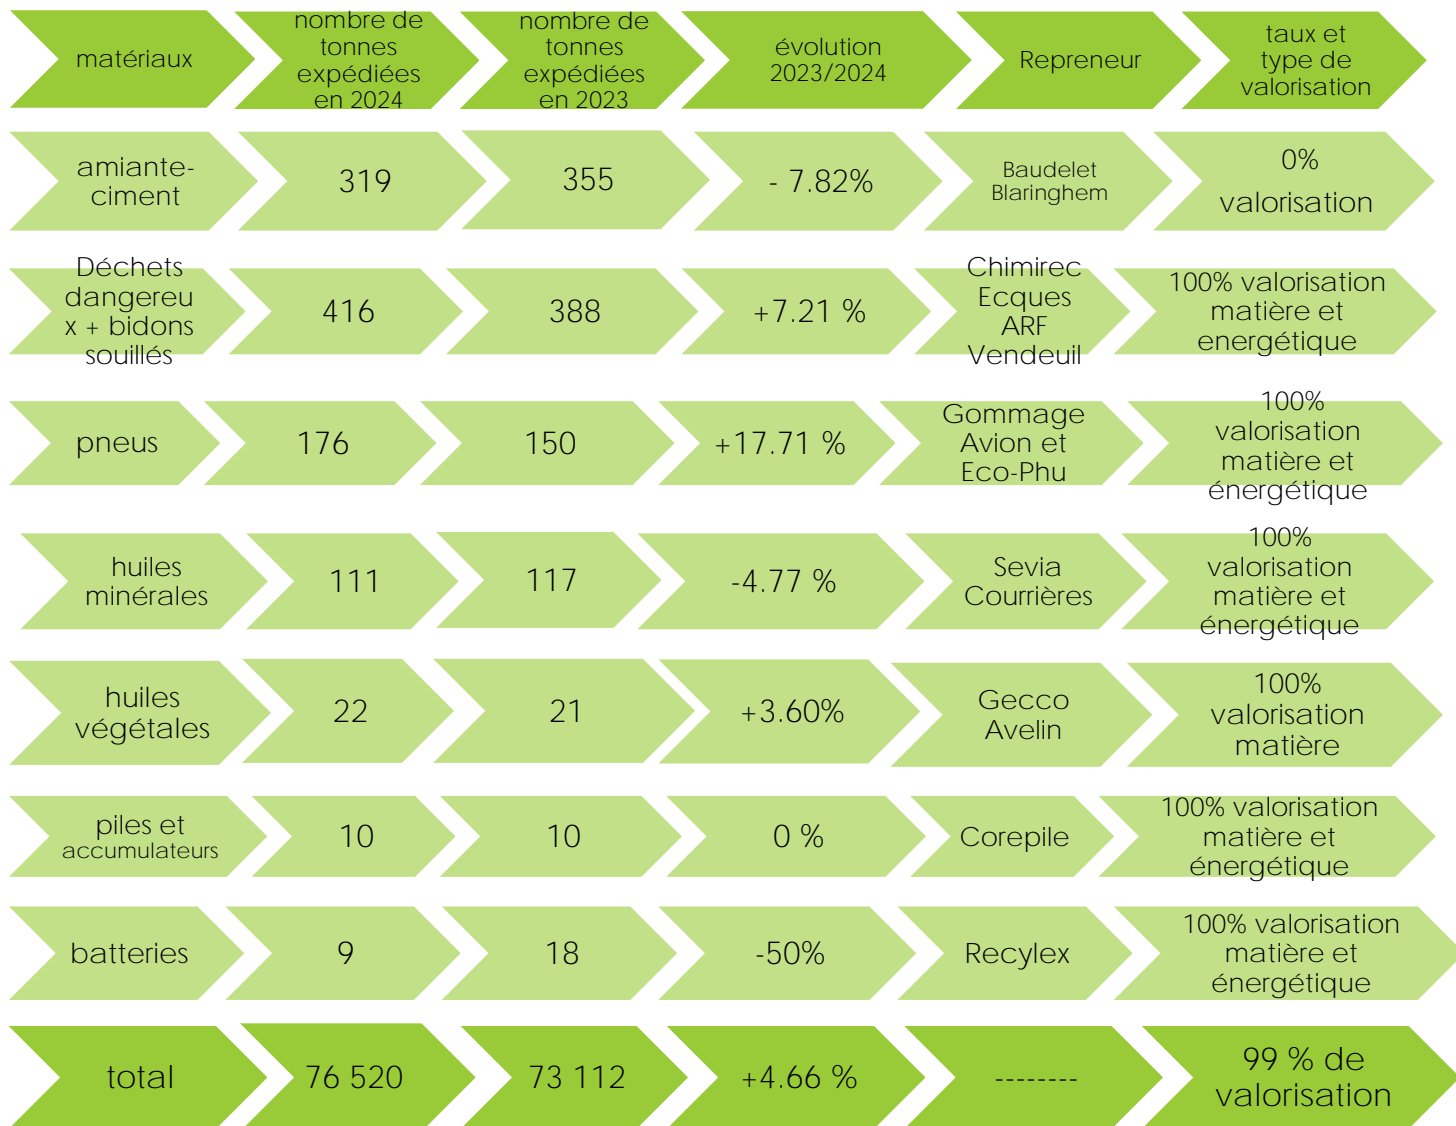 matériaux
nombre de
tonnes
expédiées
en 2024
nombre de
tonnes
expédiées
en 2023
évolution
2023/2024
Repreneur
taux et
type de
valorisation
amiante-
ciment
319
355
- 7.82%
Baudelet
Blaringhem
0%
valorisation
Déchets
dangereu
x + bidons
souillés
416
388
+7.21 %
Chimirec
Ecques
ARF
Vendeuil
100% valorisation
matière et
energétique
pneus
176
150
+17.71 %
Gommage
Avion et
Eco-Phu
100%
valorisation
matière et
énergétique
huiles
minérales
111
117
-4.77 %
Sevia
Courrières
100%
valorisation
matière et
énergétique
huiles
végétales
22
21
+3.60%
Gecco
Avelin
100%
valorisation
matière
piles et
accumulateurs
10
10
0 %
Corepile
100% valorisation
matière et
énergétique
batteries
9
18
-50%
Recylex
100% valorisation
matière et
énergétique
total
76 520
73 112
+4.66 %
--------
99 % de
valorisation